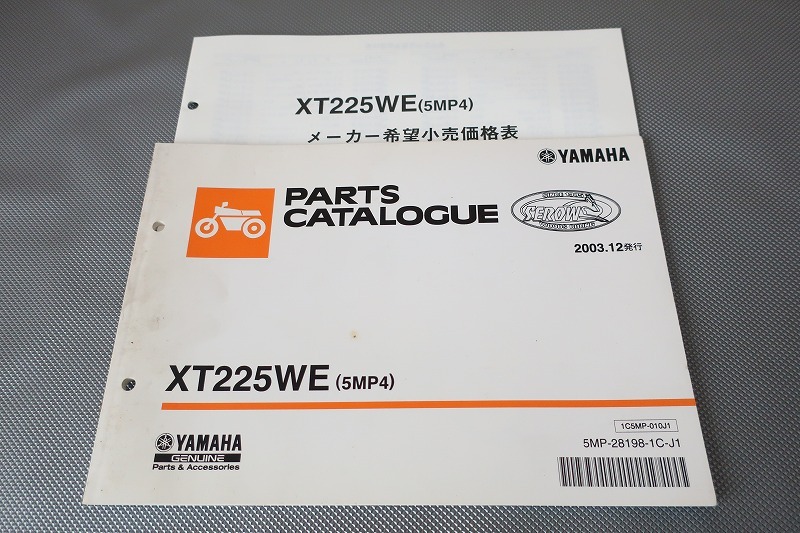 XT225WE(5MP4)
メーカー希望小売価格表
YAMAHA
PARTS
CATALOGUE
SEROW
2003.12発行
XT225WE (5MP4)
1C5MP-010J1
5MP-28198-1C-J1
YAMAHA
GENUINE
Parts & Accessories